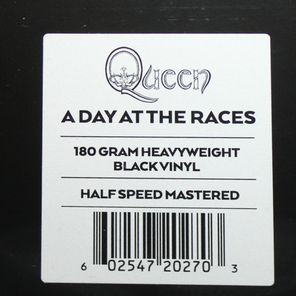 Queen
A DAY AT THE RACES
180 GRAM HEAVYWEIGHT
BLACK VINYL
HALF SPEED MASTERED
6 02547 20270 3